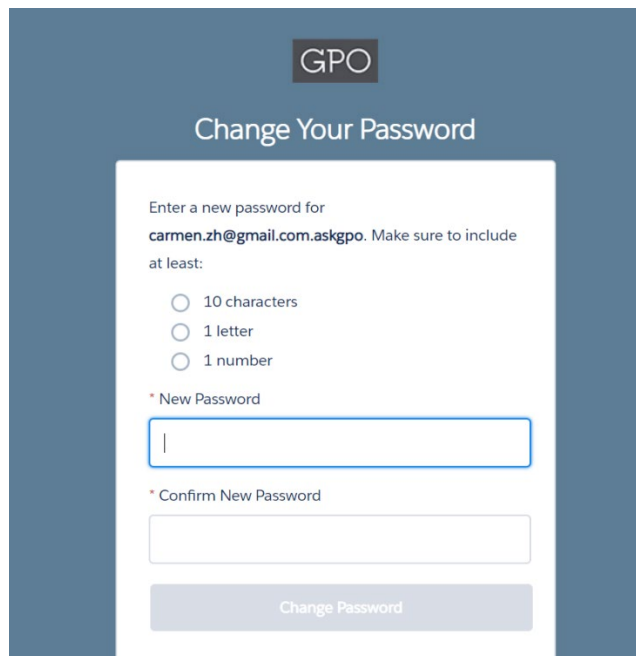 GPO
Change Your Password
Enter a new password for
carmen.zh@gmail.com.askgpo. Make sure to include
at least:
10 characters
1 letter
1 number
* New Password
* Confirm New Password
Change Password